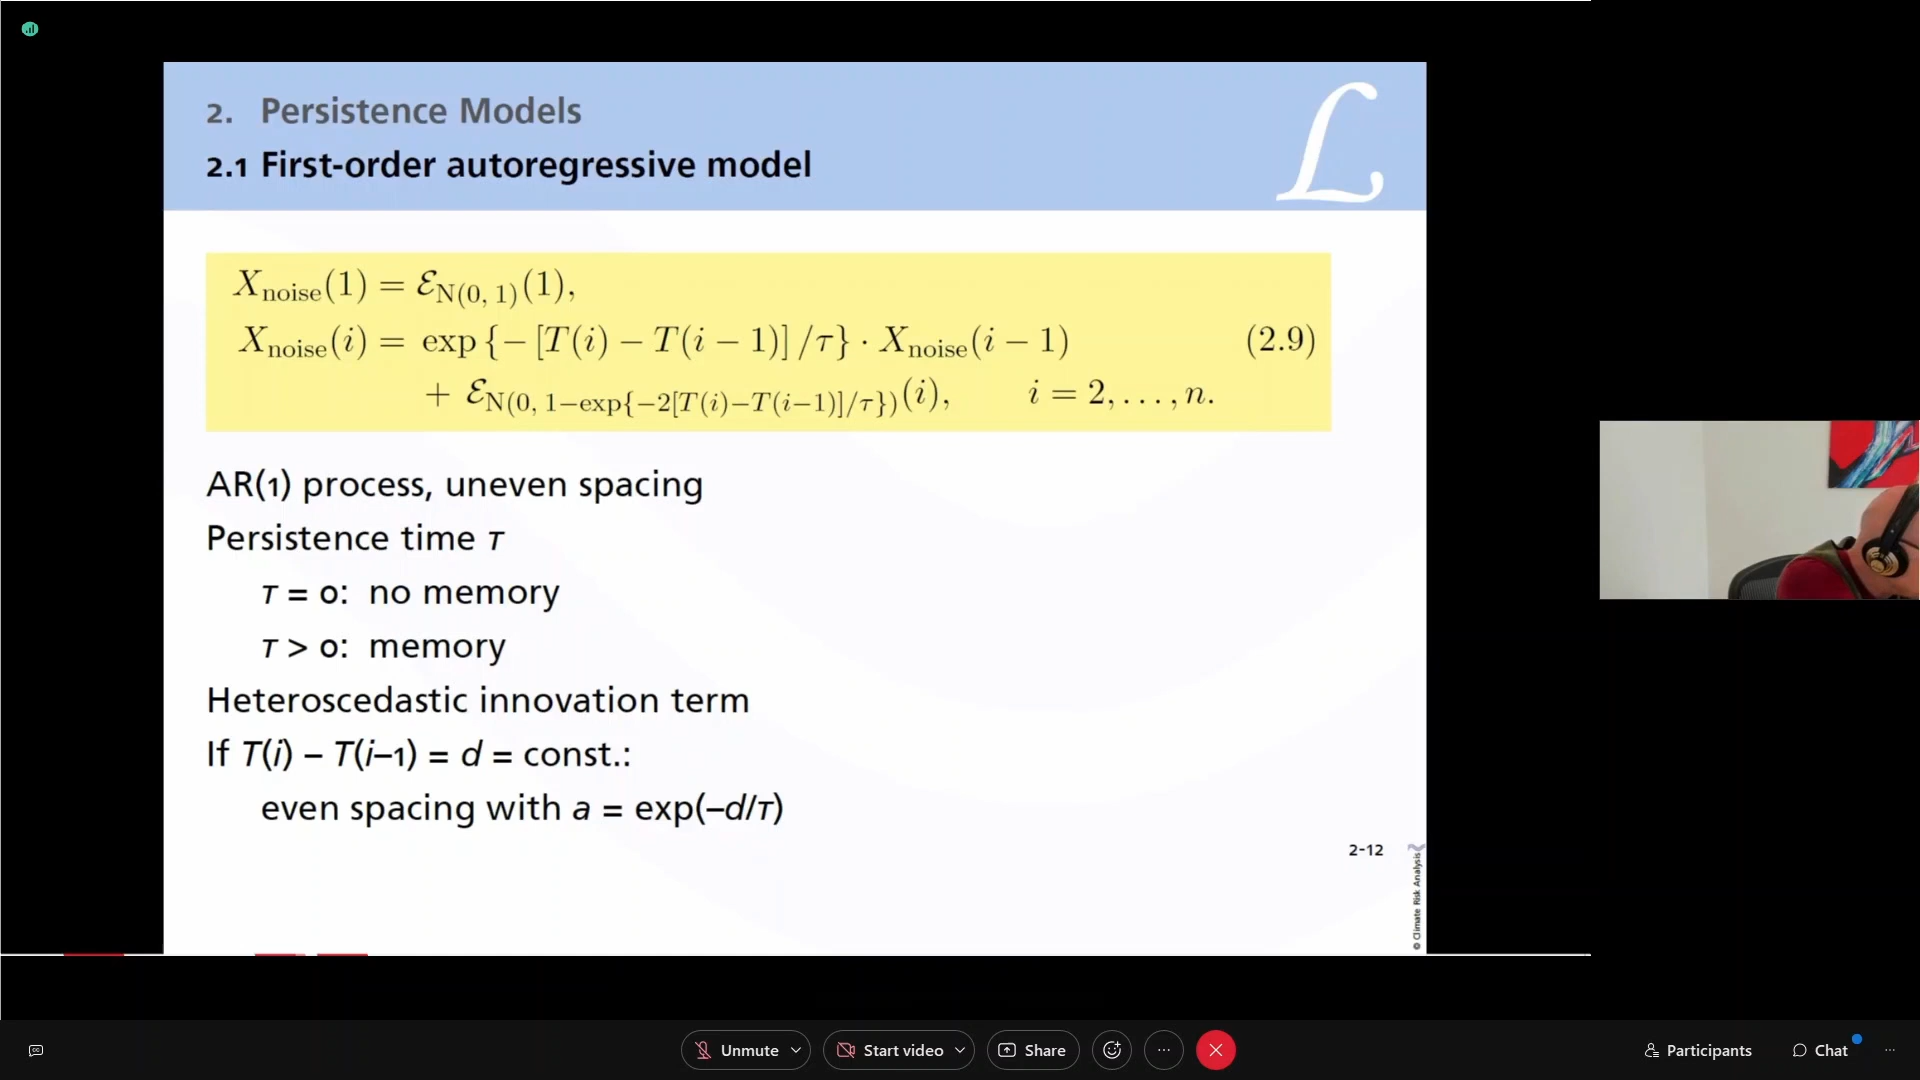 2. Persistence Models
2.1 First-order autoregressive model
ℒ
X_noise(1) = ℰ_N(0, 1)(1),
X_noise(i) = exp {− [T(i) − T(i − 1)] /τ} · X_noise(i − 1) (2.9)
+ ℰ_N(0, 1−exp{−2[T(i)−T(i−1)]/τ})(i), i = 2, . . . , n.
AR(1) process, uneven spacing
Persistence time τ
τ = 0: no memory
τ > 0: memory
Heteroscedastic innovation term
If T(i) – T(i–1) = d = const.:
even spacing with a = exp(–d/τ)
2-12
© Climate Risk Analysis
Unmute
Start video
Share
Participants
Chat